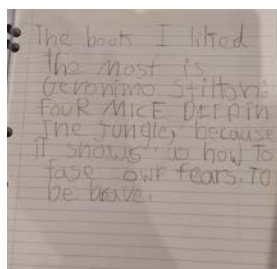 The book I liked
the most is
Geronimo Stilton:
FOUR MICE DEEP in
The Jungle, because
IT shows us how To
fase our fears. TO
be brave.